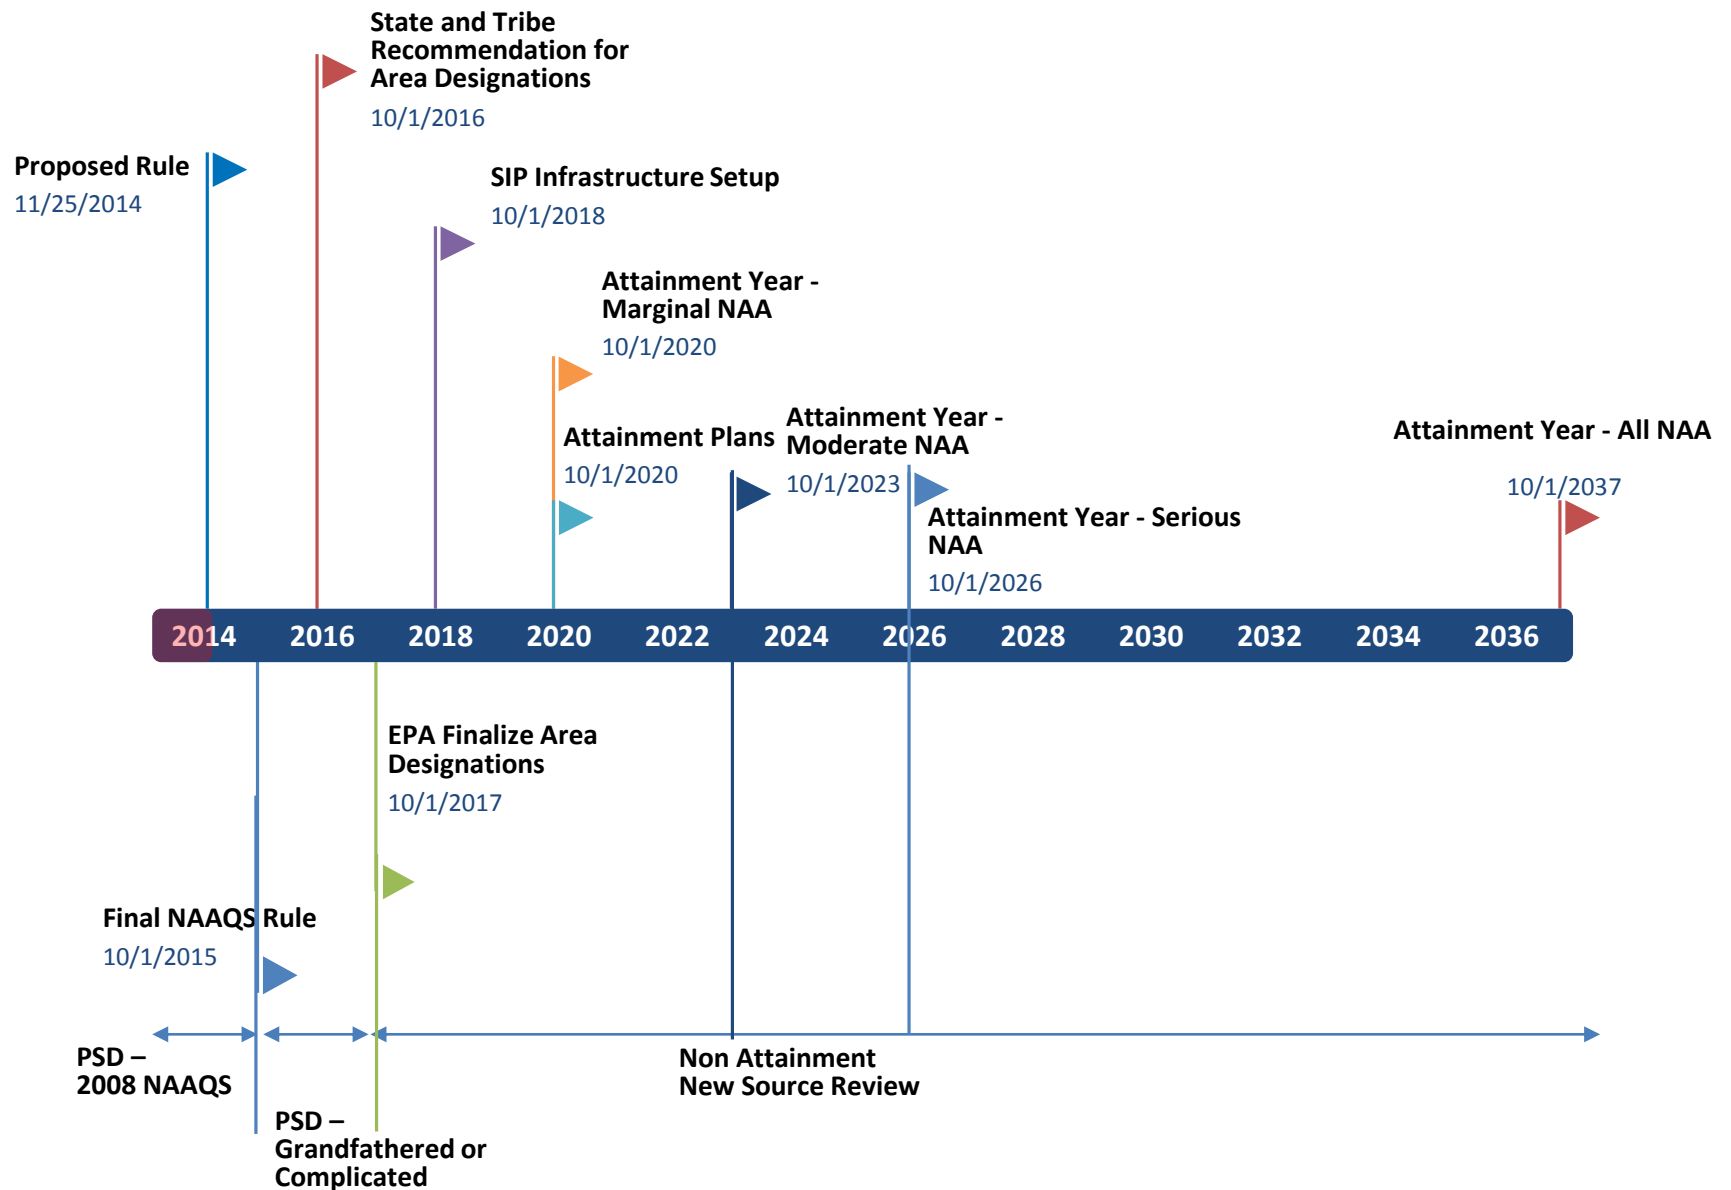 State and Tribe
Recommendation for
Area Designations
10/1/2016
Proposed Rule
11/25/2014
SIP Infrastructure Setup
10/1/2018
Attainment Year -
Marginal NAA
10/1/2020
Attainment Plans
10/1/2020
Attainment Year -
Moderate NAA
10/1/2023
Attainment Year - Serious
NAA
10/1/2026
Attainment Year - All NAA
10/1/2037
2014 2016 2018 2020 2022 2024 2026 2028 2030 2032 2034 2036
EPA Finalize Area
Designations
10/1/2017
Final NAAQS Rule
10/1/2015
PSD –
2008 NAAQS
PSD –
Grandfathered or
Complicated
Non Attainment
New Source Review